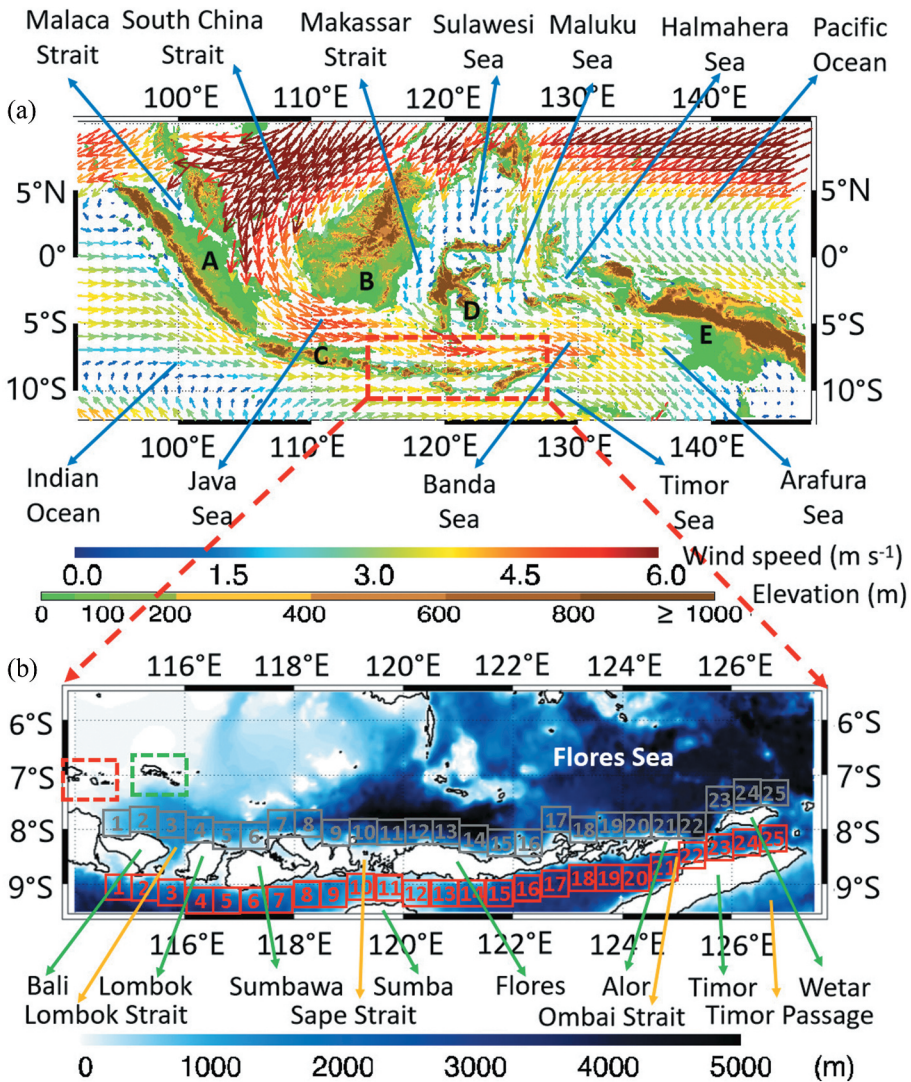 Malaca South China Makassar Sulawesi Maluku Halmahera Pacific
Strait Strait Strait Sea Sea Sea Ocean
(a)
100°E 110°E 120°E 130°E 140°E
5°N 5°N
0° 0°
5°S 5°S
10°S 10°S
A
B
C
D
E
100°E 110°E 120°E 130°E 140°E
Indian Java Banda Timor Arafura
Ocean Sea Sea Sea Sea
Wind speed (m s-1)
0.0 1.5 3.0 4.5 6.0
Elevation (m)
0 100 200 400 600 800 ≥ 1000
(b)
116°E 118°E 120°E 122°E 124°E 126°E
6°S 6°S
Flores Sea
7°S 7°S
8°S 8°S
9°S 9°S
1 2 3 4 5 6 7 8 9 10 11 12 13 14 15 16 17 18 19 20 21 22 23 24 25
1 2 3 4 5 6 7 8 9 10 11 12 13 14 15 16 17 18 19 20 21 22 23 24 25
116°E 118°E 120°E 122°E 124°E 126°E
Bali Lombok Sumbawa Sumba Flores Alor Timor Wetar
Lombok Strait Sape Strait Ombai Strait Timor Passage
0 1000 2000 3000 4000 5000 (m)